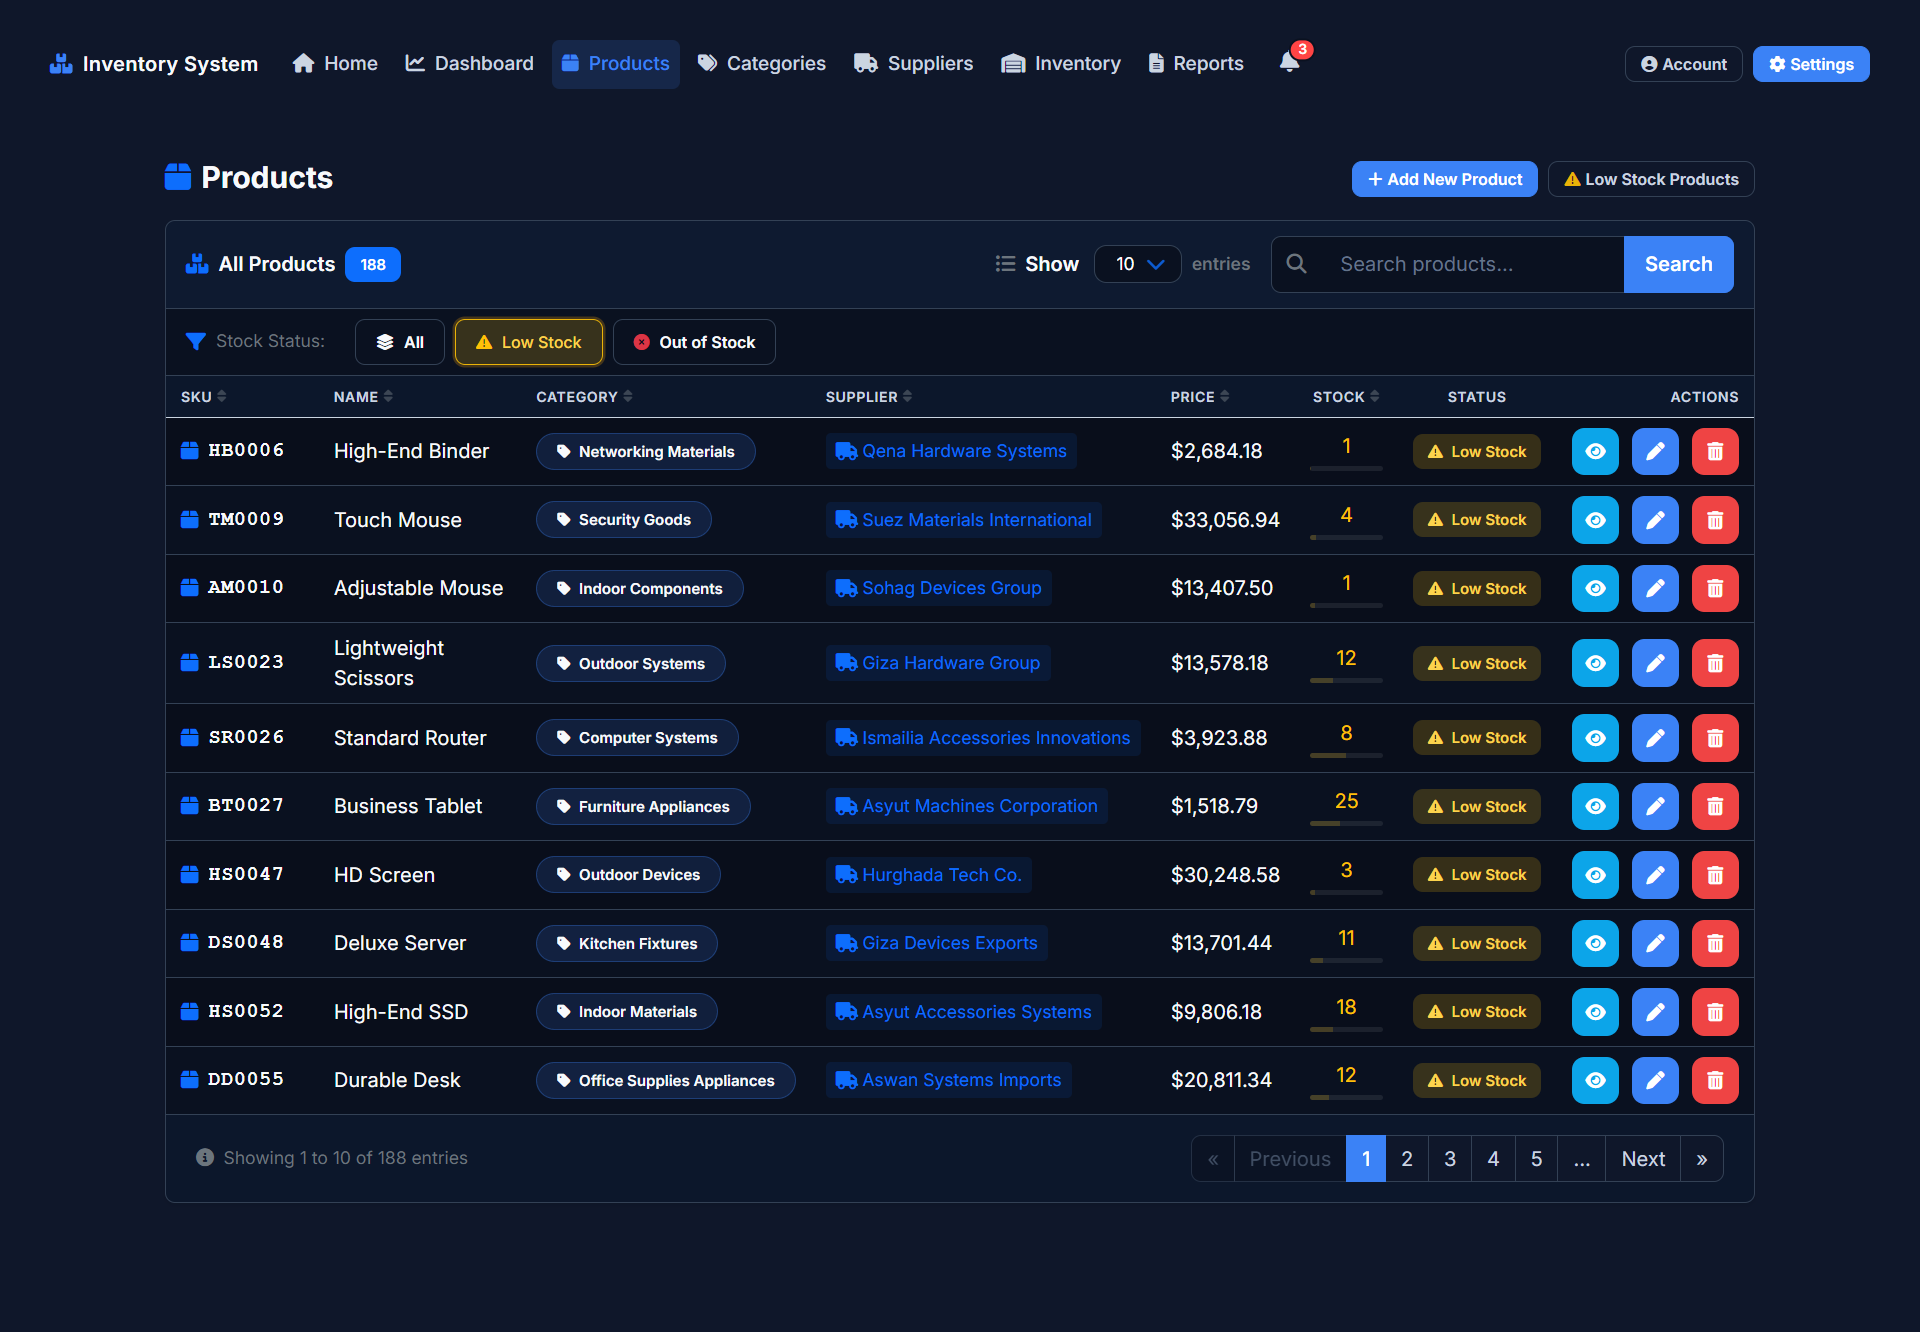 Inventory System Home Dashboard Products Categories Suppliers Inventory Reports 3 Account Settings
Products + Add New Product Low Stock Products
All Products 188 Show 10 entries Search products... Search
Stock Status: All Low Stock Out of Stock
SKU NAME CATEGORY SUPPLIER PRICE STOCK STATUS ACTIONS
HB0006 High-End Binder Networking Materials Qena Hardware Systems $2,684.18 1 Low Stock
TM0009 Touch Mouse Security Goods Suez Materials International $33,056.94 4 Low Stock
AM0010 Adjustable Mouse Indoor Components Sohag Devices Group $13,407.50 1 Low Stock
LS0023 Lightweight Scissors Outdoor Systems Giza Hardware Group $13,578.18 12 Low Stock
SR0026 Standard Router Computer Systems Ismailia Accessories Innovations $3,923.88 8 Low Stock
BT0027 Business Tablet Furniture Appliances Asyut Machines Corporation $1,518.79 25 Low Stock
HS0047 HD Screen Outdoor Devices Hurghada Tech Co. $30,248.58 3 Low Stock
DS0048 Deluxe Server Kitchen Fixtures Giza Devices Exports $13,701.44 11 Low Stock
HS0052 High-End SSD Indoor Materials Asyut Accessories Systems $9,806.18 18 Low Stock
DD0055 Durable Desk Office Supplies Appliances Aswan Systems Imports $20,811.34 12 Low Stock
Showing 1 to 10 of 188 entries « Previous 1 2 3 4 5 ... Next »